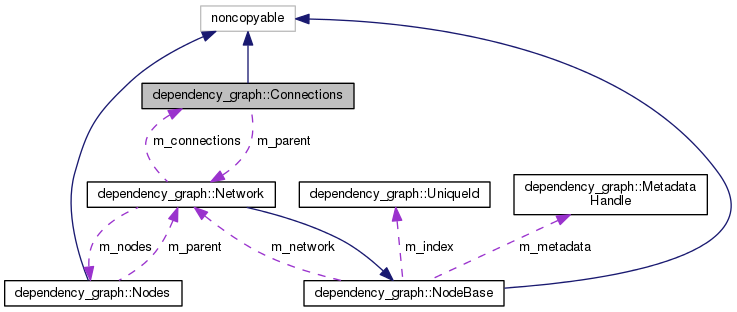 noncopyable
dependency_graph::Connections
m_connections
m_parent
dependency_graph::Network
dependency_graph::UniqueId
dependency_graph::Metadata
Handle
m_nodes
m_parent
m_network
m_index
m_metadata
dependency_graph::Nodes
dependency_graph::NodeBase